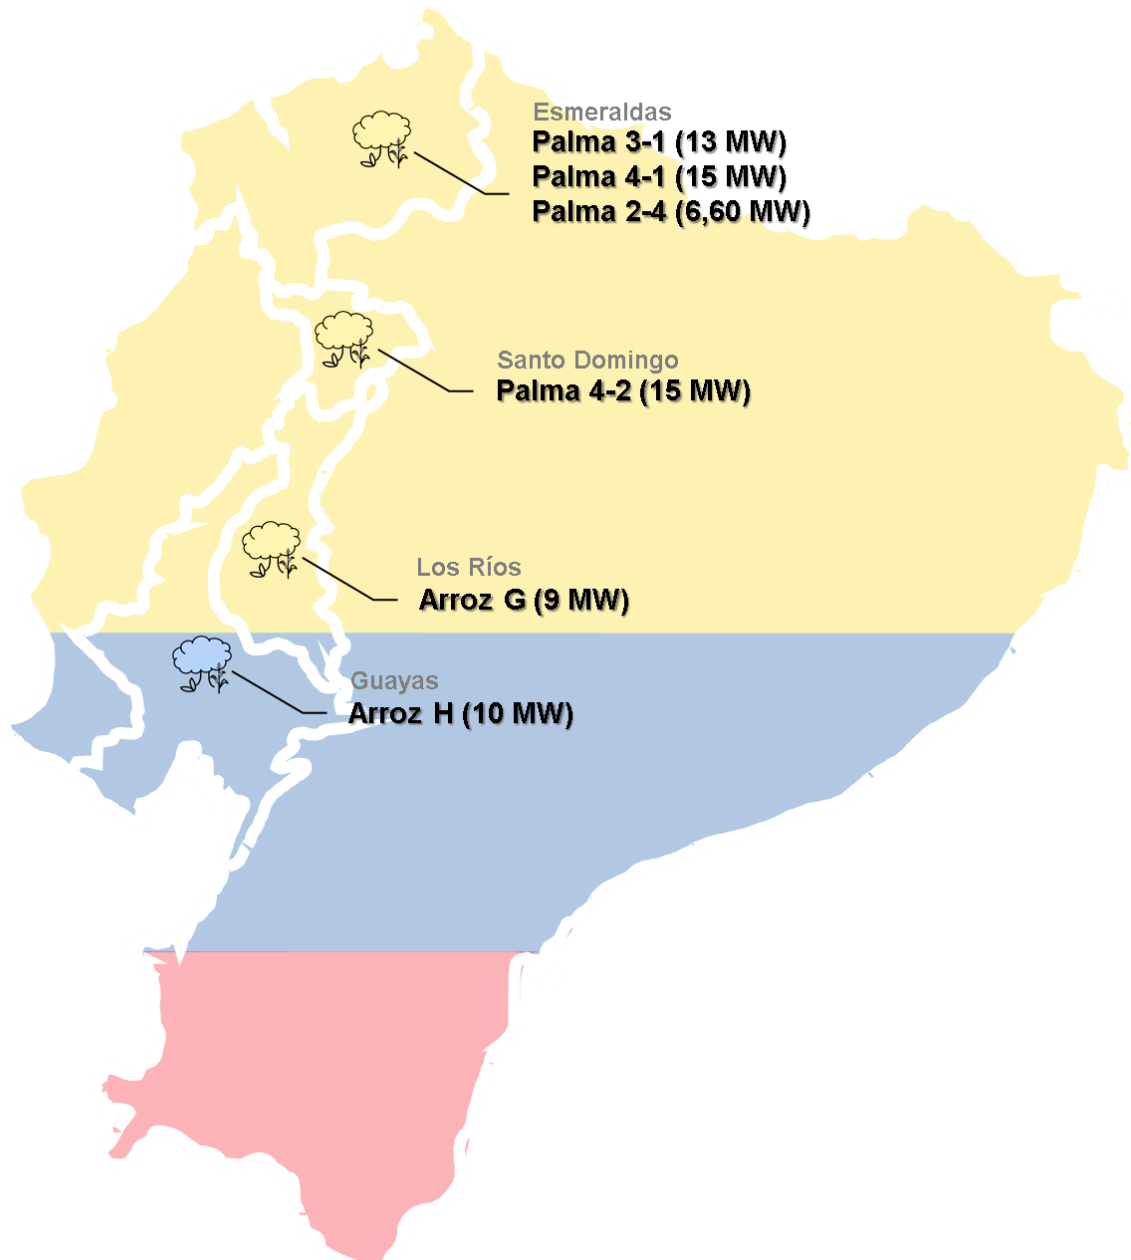 Esmeraldas
Palma 3-1 (13 MW)
Palma 4-1 (15 MW)
Palma 2-4 (6,60 MW)
Santo Domingo
Palma 4-2 (15 MW)
Los Ríos
Arroz G (9 MW)
Guayas
Arroz H (10 MW)